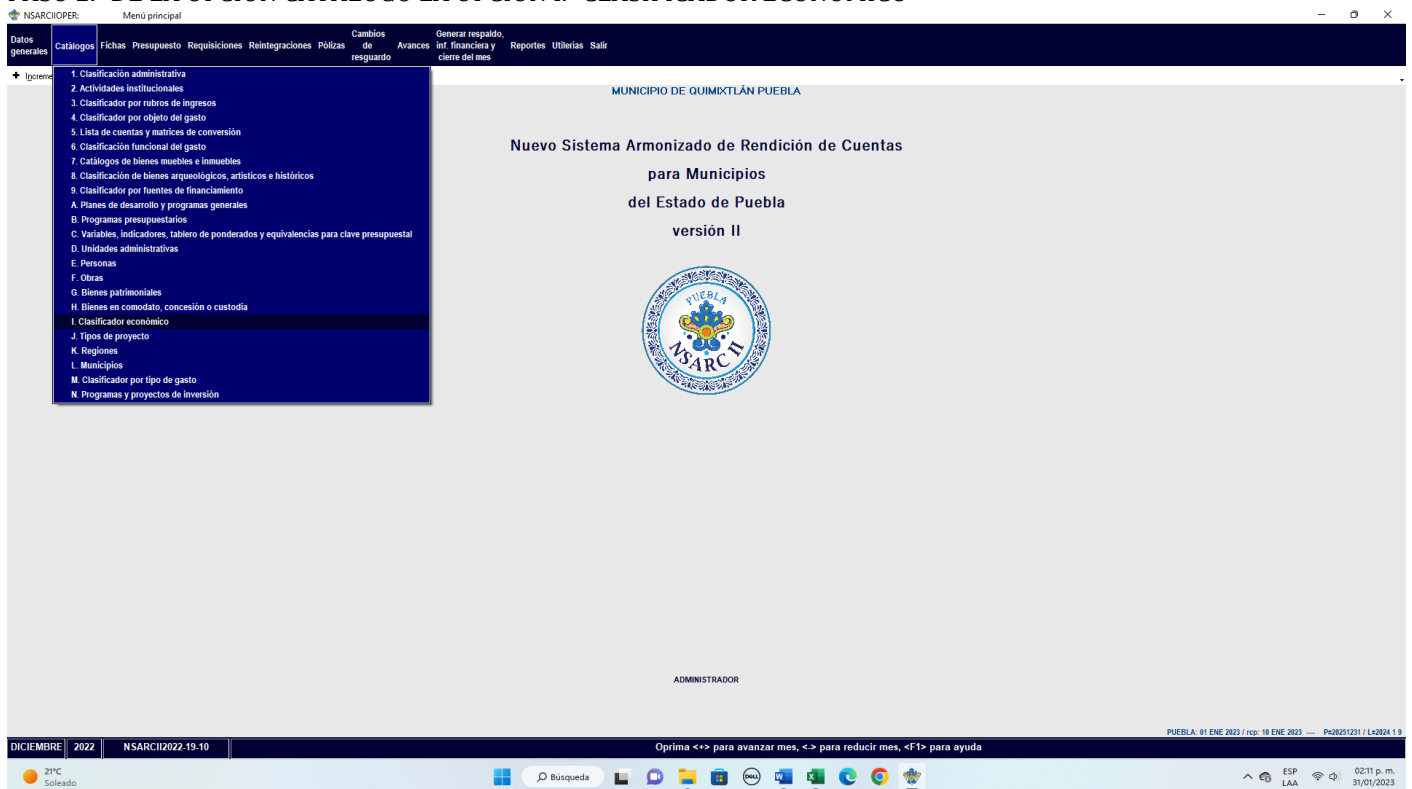 NSARCIIOPER: Menú principal
Datos generales Catálogos Fichas Presupuesto Requisiciones Reintegraciones Pólizas Cambios de resguardo Avances Generar respaldo, inf. financiera y cierre del mes Reportes Utilerias Salir
1. Clasificación administrativa
2. Actividades institucionales
3. Clasificador por rubros de ingresos
4. Clasificador por objeto del gasto
5. Lista de cuentas y matrices de conversión
6. Clasificación funcional del gasto
7. Catálogos de bienes muebles e inmuebles
8. Clasificación de bienes arqueológicos, artísticos e históricos
9. Clasificador por fuentes de financiamiento
A. Planes de desarrollo y programas generales
B. Programas presupuestarios
C. Variables, indicadores, tablero de ponderados y equivalencias para clave presupuestal
D. Unidades administrativas
E. Personas
F. Obras
G. Bienes patrimoniales
H. Bienes en comodato, concesión o custodia
I. Clasificador económico
J. Tipos de proyecto
K. Regiones
L. Municipios
M. Clasificador por tipo de gasto
N. Programas y proyectos de inversión
MUNICIPIO DE QUIMIXTLÁN PUEBLA
Nuevo Sistema Armonizado de Rendición de Cuentas
para Municipios
del Estado de Puebla
versión II
PUEBLA
NSARC II
ADMINISTRADOR
PUEBLA: 01 ENE 2023 / rcp: 10 ENE 2023 --- P=20251231 / L=2024 1 9
DICIEMBRE 2022 NSARCII2022-19-10 Oprima <+> para avanzar mes, <-> para reducir mes, <F1> para ayuda
21°C
Soleado
Búsqueda
DELL
ESP
LAA
02:11 p. m.
31/01/2023